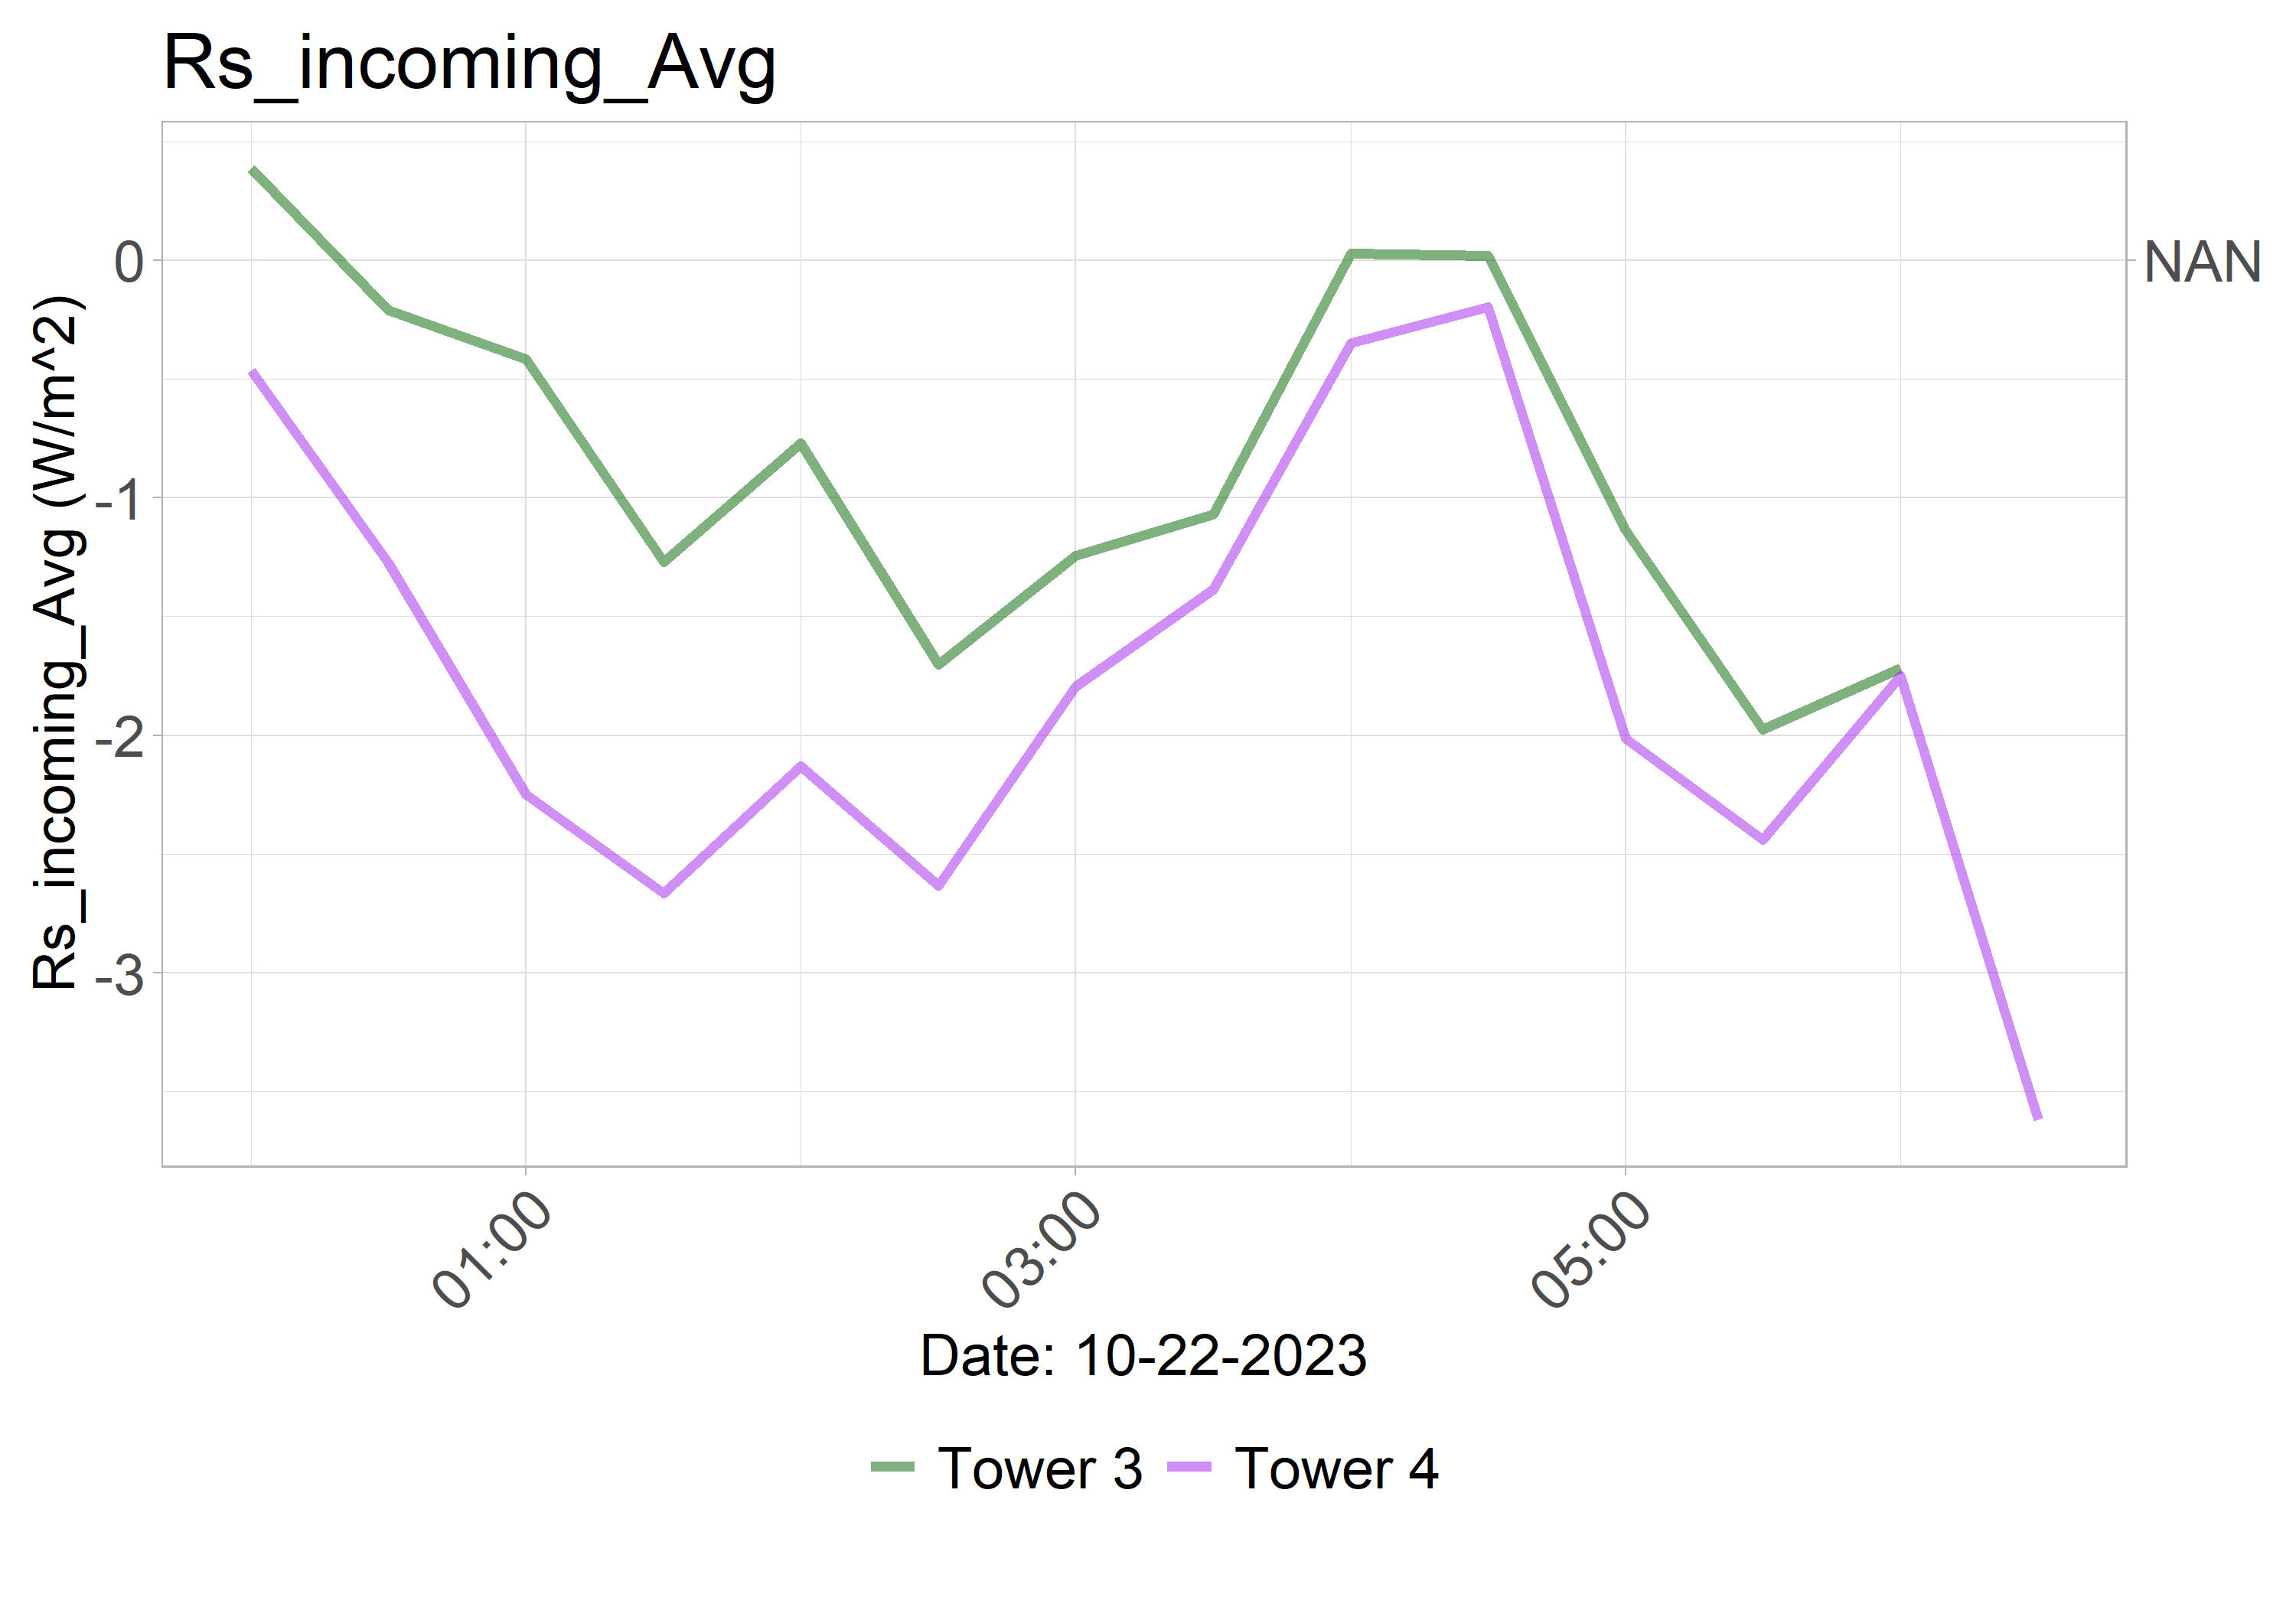 Rs_incoming_Avg
Rs_incoming_Avg (W/m^2)
0
-1
-2
-3
NAN
01:00
03:00
05:00
Date: 10-22-2023
Tower 3
Tower 4